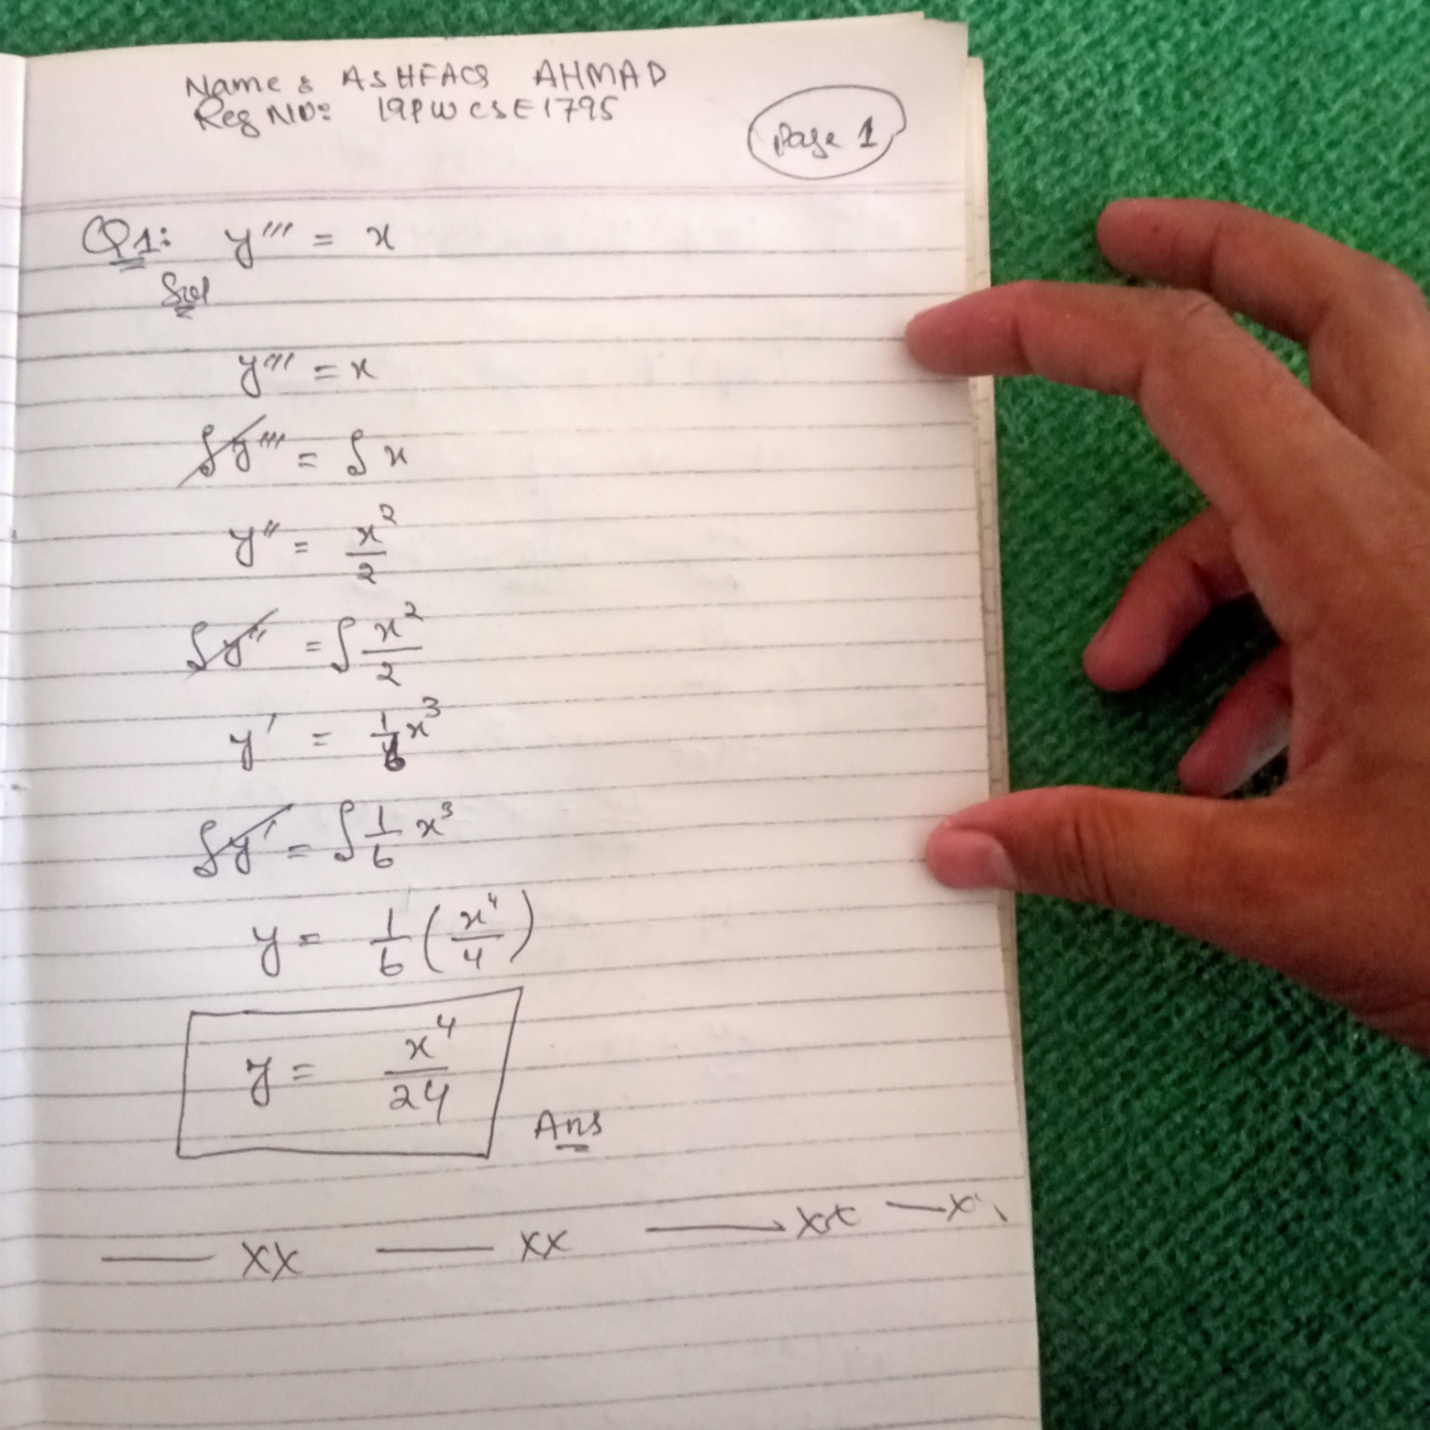 Name: ASHFAQ AHMAD
Reg NO: 19PWCSE1795
Page 1
Q1: y''' = x
Sol
y''' = x
∫y''' = ∫x
y'' = x²/2
∫y'' = ∫x²/2
y' = 1/6 x³
∫y' = ∫1/6 x³
y = 1/6 (x⁴/4)
y = x⁴/24
Ans
—— XX —— XX —— XX — X